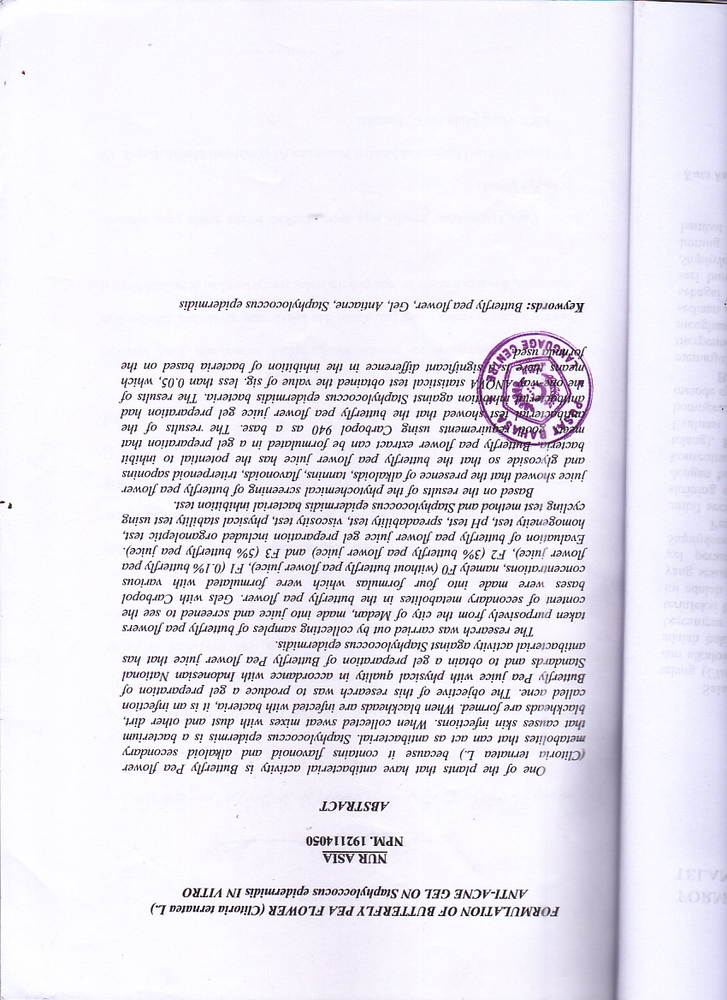 FORMULATION OF BUTTERFLY PEA FLOWER (Clitoria ternatea L.)
ANTI-ACNE GEL ON Staphylococcus epidermidis IN VITRO
NUR ASIA
NPM. 192114050
ABSTRACT
One of the plants that have antibacterial activity is Butterfly Pea flower
(Clitoria ternatea L.) because it contains flavonoid and alkaloid secondary
metabolites that can act as antibacterial. Staphylococcus epidermis is a bacterium
that causes skin infections. When collected sweat mixes with dust and other dirt,
blackheads are formed. When blackheads are infected with bacteria, it is an infection
called acne. The objective of this research was to produce a gel preparation of
Butterfly Pea juice with physical quality in accordance with Indonesian National
Standards and to obtain a gel preparation of Butterfly Pea flower juice that has
antibacterial activity against Staphylococcus epidermidis.
The research was carried out by collecting samples of butterfly pea flowers
taken purposively from the city of Medan, made into juice and screened to see the
content of secondary metabolites in the butterfly pea flower. Gels with Carbopol
bases were made into four formulas which were formulated with various
concentrations, namely F0 (without butterfly pea flower juice), F1 (0.1% butterfly pea
flower juice), F2 (3% butterfly pea flower juice) and F3 (5% butterfly pea juice).
Evaluation of butterfly pea flower juice gel preparation included organoleptic test,
homogeneity test, pH test, spreadability test, viscosity test, physical stability test using
cycling test method and Staphylococcus epidermidis bacterial inhibition test.
Based on the results of the phytochemical screening of butterfly pea flower
juice showed that the presence of alkaloids, tannins, flavonoids, triterpenoid saponins
and glycoside so that the butterfly pea flower juice has the potential to inhibit
bacteria. Butterfly pea flower extract can be formulated in a gel preparation that
meets good requirements using Carbopol 940 as a base. The results of the
antibacterial test showed that the butterfly pea flower juice gel preparation had
antibacterial inhibition against Staphylococcus epidermidis bacteria. The results of
the one-way ANOVA statistical test obtained the value of sig. less than 0.05, which
means there is a significant difference in the inhibition of bacteria based on the
formula used.
Keywords: Butterfly pea flower, Gel, Antiacne, Staphylococcus epidermidis
PUSAT BAHASA
LANGUAGE CENTRE